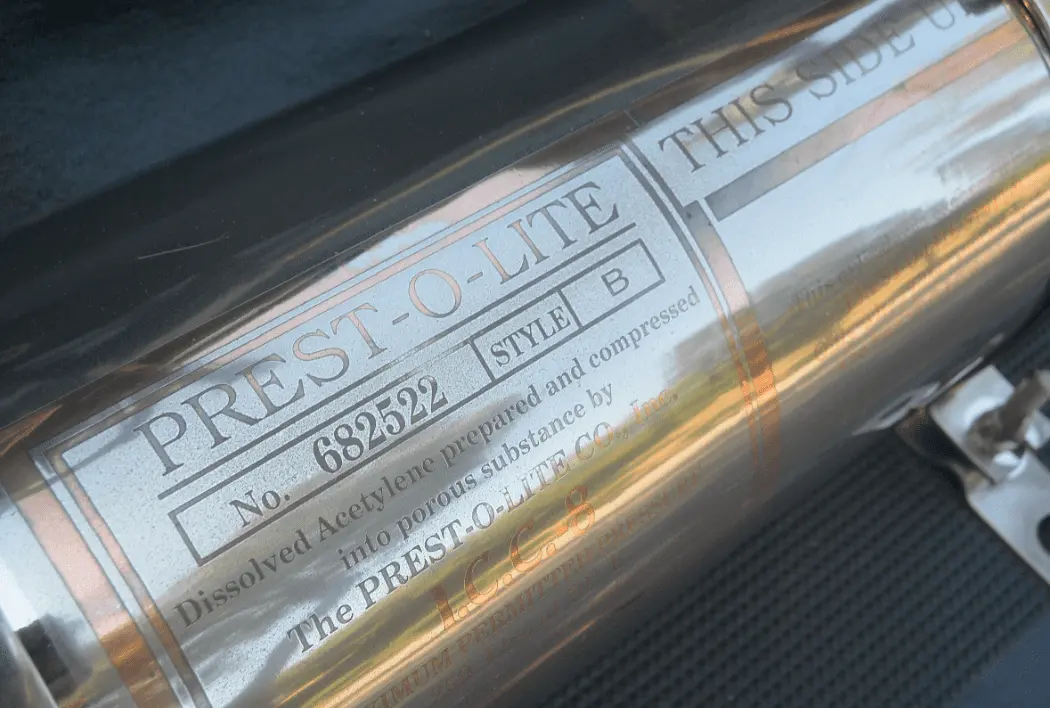 PREST-O-LITE
No. 682522 STYLE B
Dissolved Acetylene prepared and compressed
into porous substance by
The PREST-O-LITE CO., Inc.
I.C.C. 8
PERMITTED
THIS SIDE